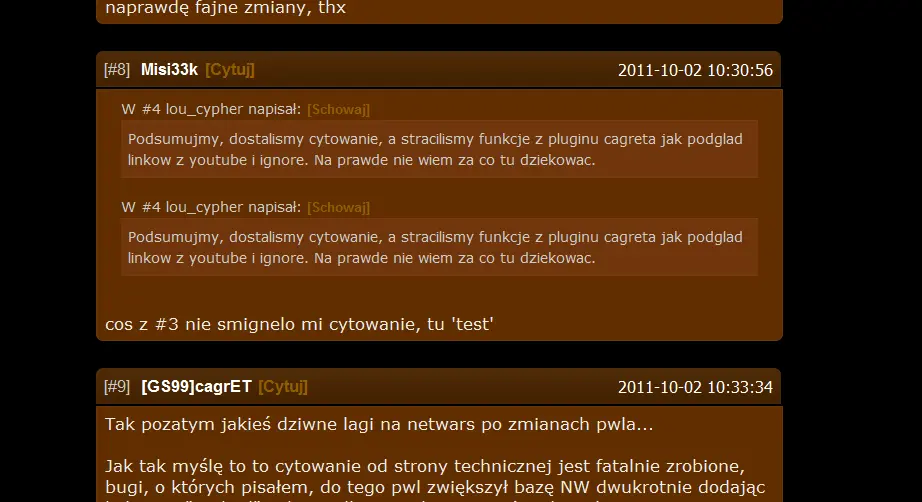 naprawdę fajne zmiany, thx
[#8] Misi33k [Cytuj] 2011-10-02 10:30:56
W #4 lou_cypher napisał: [Schowaj]
Podsumujmy, dostalismy cytowanie, a stracilismy funkcje z pluginu cagreta jak podglad
linkow z youtube i ignore. Na prawde nie wiem za co tu dziekowac.
W #4 lou_cypher napisał: [Schowaj]
Podsumujmy, dostalismy cytowanie, a stracilismy funkcje z pluginu cagreta jak podglad
linkow z youtube i ignore. Na prawde nie wiem za co tu dziekowac.
cos z #3 nie smignelo mi cytowanie, tu 'test'
[#9] [GS99]cagrET [Cytuj] 2011-10-02 10:33:34
Tak pozatym jakieś dziwne lagi na netwars po zmianach pwla...
Jak tak myślę to to cytowanie od strony technicznej jest fatalnie zrobione,
bugi, o których pisałem, do tego pwl zwiększył bazę NW dwukrotnie dodając